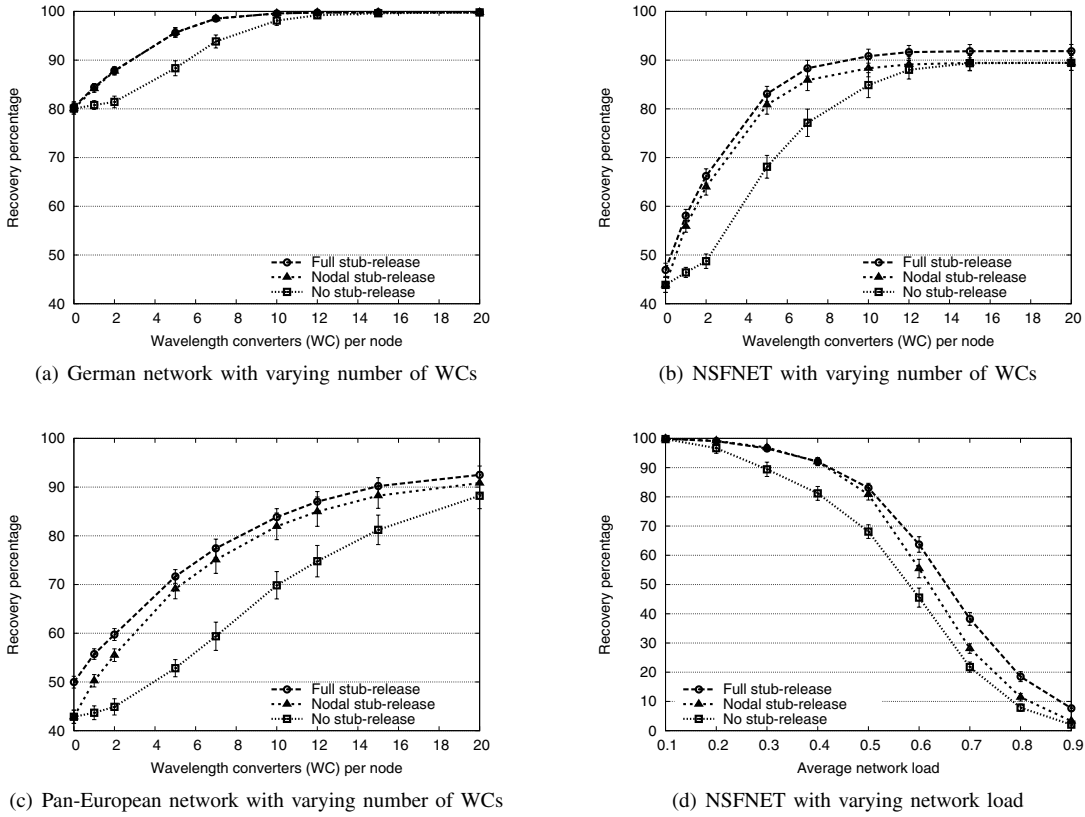 100
90
80
70
60
50
40
Recovery percentage
Full stub-release
Nodal stub-release
No stub-release
0 2 4 6 8 10 12 14 16 18 20
Wavelength converters (WC) per node
(a) German network with varying number of WCs
100
90
80
70
60
50
40
Recovery percentage
Full stub-release
Nodal stub-release
No stub-release
0 2 4 6 8 10 12 14 16 18 20
Wavelength converters (WC) per node
(b) NSFNET with varying number of WCs
100
90
80
70
60
50
40
Recovery percentage
Full stub-release
Nodal stub-release
No stub-release
0 2 4 6 8 10 12 14 16 18 20
Wavelength converters (WC) per node
(c) Pan-European network with varying number of WCs
100
90
80
70
60
50
40
30
20
10
0
Recovery percentage
Full stub-release
Nodal stub-release
No stub-release
0.1 0.2 0.3 0.4 0.5 0.6 0.7 0.8 0.9
Average network load
(d) NSFNET with varying network load